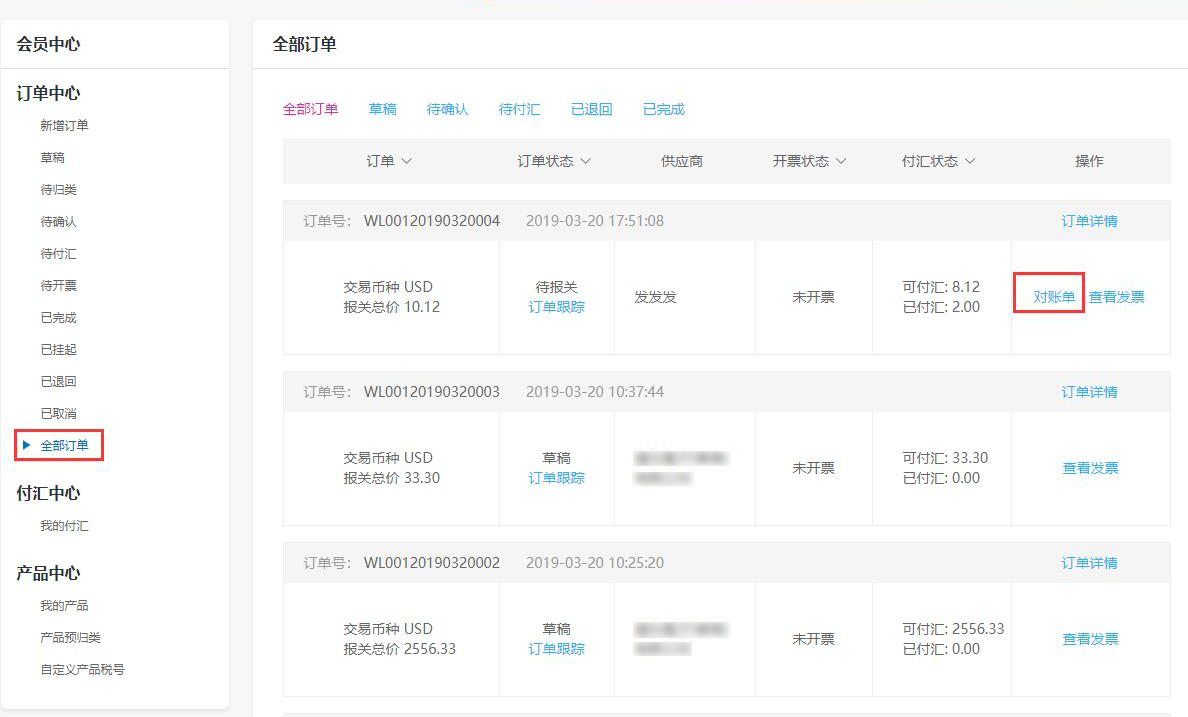 会员中心
订单中心
新增订单
草稿
待归类
待确认
待付汇
待开票
已完成
已挂起
已退回
已取消
全部订单
付汇中心
我的付汇
产品中心
我的产品
产品预归类
自定义产品税号
全部订单
全部订单 草稿 待确认 待付汇 已退回 已完成
订单 订单状态 供应商 开票状态 付汇状态 操作
订单号: WL00120190320004 2019-03-20 17:51:08 订单详情
交易币种 USD
报关总价 10.12
待报关
订单跟踪
发发发
未开票
可付汇: 8.12
已付汇: 2.00
对账单 查看发票
订单号: WL00120190320003 2019-03-20 10:37:44 订单详情
交易币种 USD
报关总价 33.30
草稿
订单跟踪
未开票
可付汇: 33.30
已付汇: 0.00
查看发票
订单号: WL00120190320002 2019-03-20 10:25:20 订单详情
交易币种 USD
报关总价 2556.33
草稿
订单跟踪
未开票
可付汇: 2556.33
已付汇: 0.00
查看发票